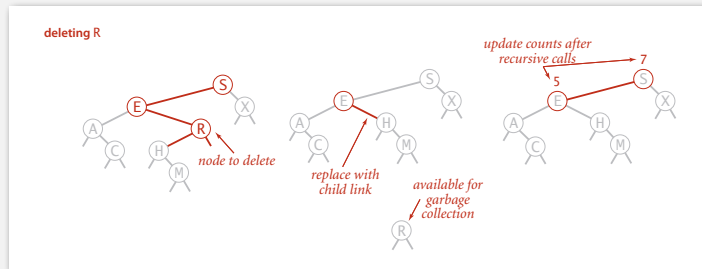 deleting R
S
E
X
A
R
C
H
M
node to delete
S
E
X
A
H
C
M
replace with
child link
available for
garbage
collection
R
update counts after
recursive calls
7
5
S
E
X
A
H
C
M